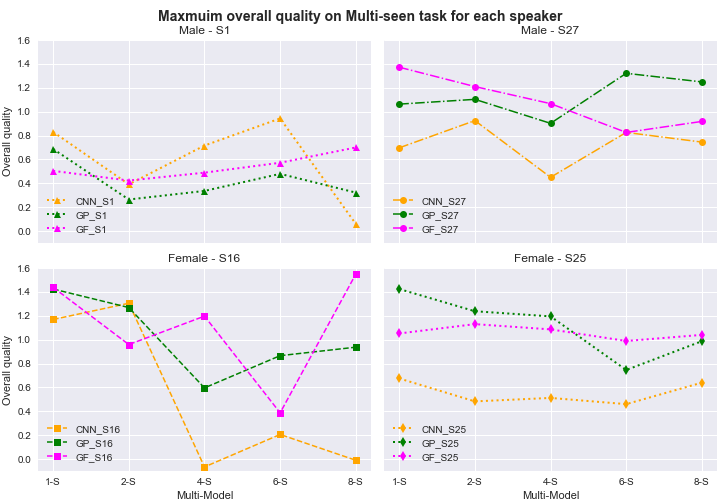 Maxmuim overall quality on Multi-seen task for each speaker
Male - S1
Male - S27
1.6
1.4
1.2
1.0
0.8
0.6
0.4
0.2
0.0
Overall quality
CNN_S1
GP_S1
GF_S1
CNN_S27
GP_S27
GF_S27
Female - S16
Female - S25
1.6
1.4
1.2
1.0
0.8
0.6
0.4
0.2
0.0
Overall quality
CNN_S16
GP_S16
GF_S16
CNN_S25
GP_S25
GF_S25
1-S 2-S 4-S 6-S 8-S
1-S 2-S 4-S 6-S 8-S
Multi-Model
Multi-Model